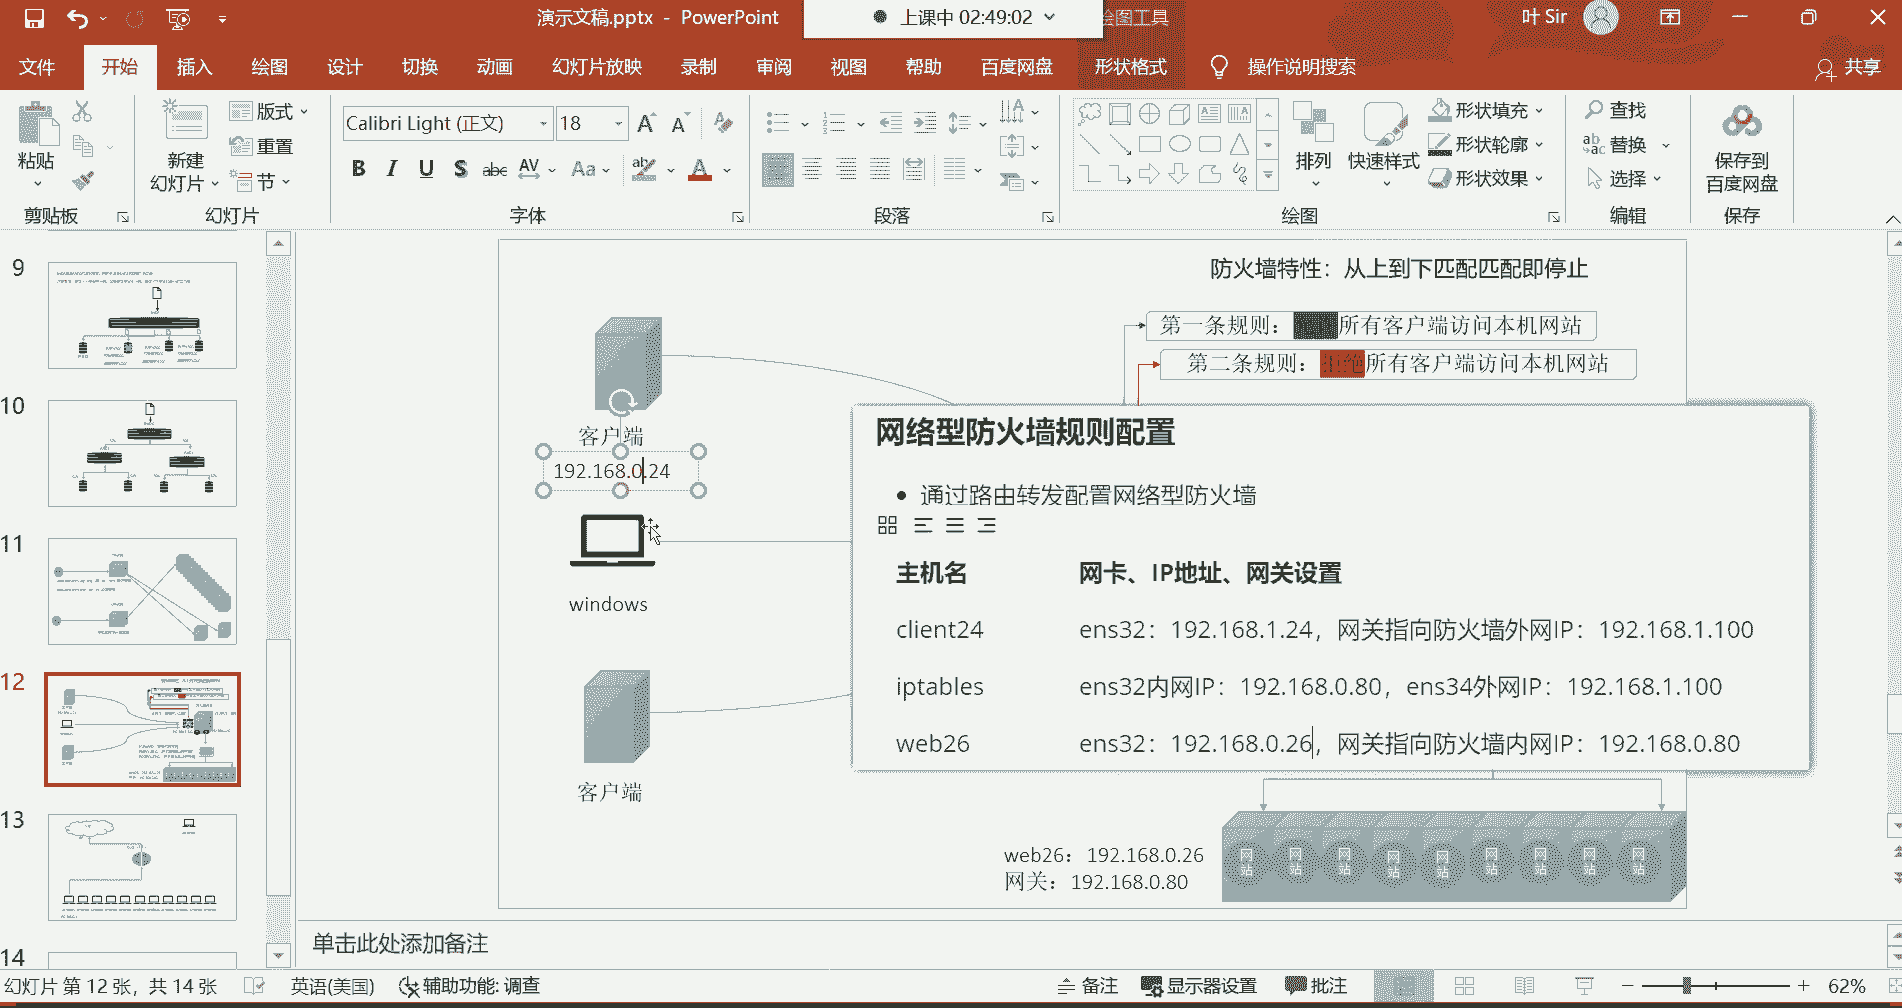 演示文稿.pptx - PowerPoint
上课中 02:49:02
绘图工具
叶 Sir
文件 开始 插入 绘图 设计 切换 动画 幻灯片放映 录制 审阅 视图 帮助 百度网盘 形状格式 操作说明搜索 共享
粘贴
剪贴板
新建
幻灯片
版式
重置
节
幻灯片
Calibri Light (正文) 18
B I U S abc AV Aa A
字体
段落
排列
快速样式
形状填充
形状轮廓
形状效果
绘图
查找
替换
选择
编辑
保存到
百度网盘
保存
9
10
11
12
13
14
防火墙特性：从上到下匹配匹配即停止
第一条规则：所有客户端访问本机网站
第二条规则：拒绝所有客户端访问本机网站
客户端
192.168.0.24
windows
客户端
网络型防火墙规则配置
• 通过路由转发配置网络型防火墙
主机名 网卡、IP地址、网关设置
client24 ens32：192.168.1.24，网关指向防火墙外网IP：192.168.1.100
iptables ens32内网IP：192.168.0.80，ens34外网IP：192.168.1.100
web26 ens32：192.168.0.26，网关指向防火墙内网IP：192.168.0.80
web26：192.168.0.26
网关：192.168.0.80
网站 网站 网站 网站 网站 网站 网站 网站 网站
单击此处添加备注
幻灯片 第 12 张，共 14 张 英语(美国) 辅助功能: 调查 备注 显示器设置 批注 62%